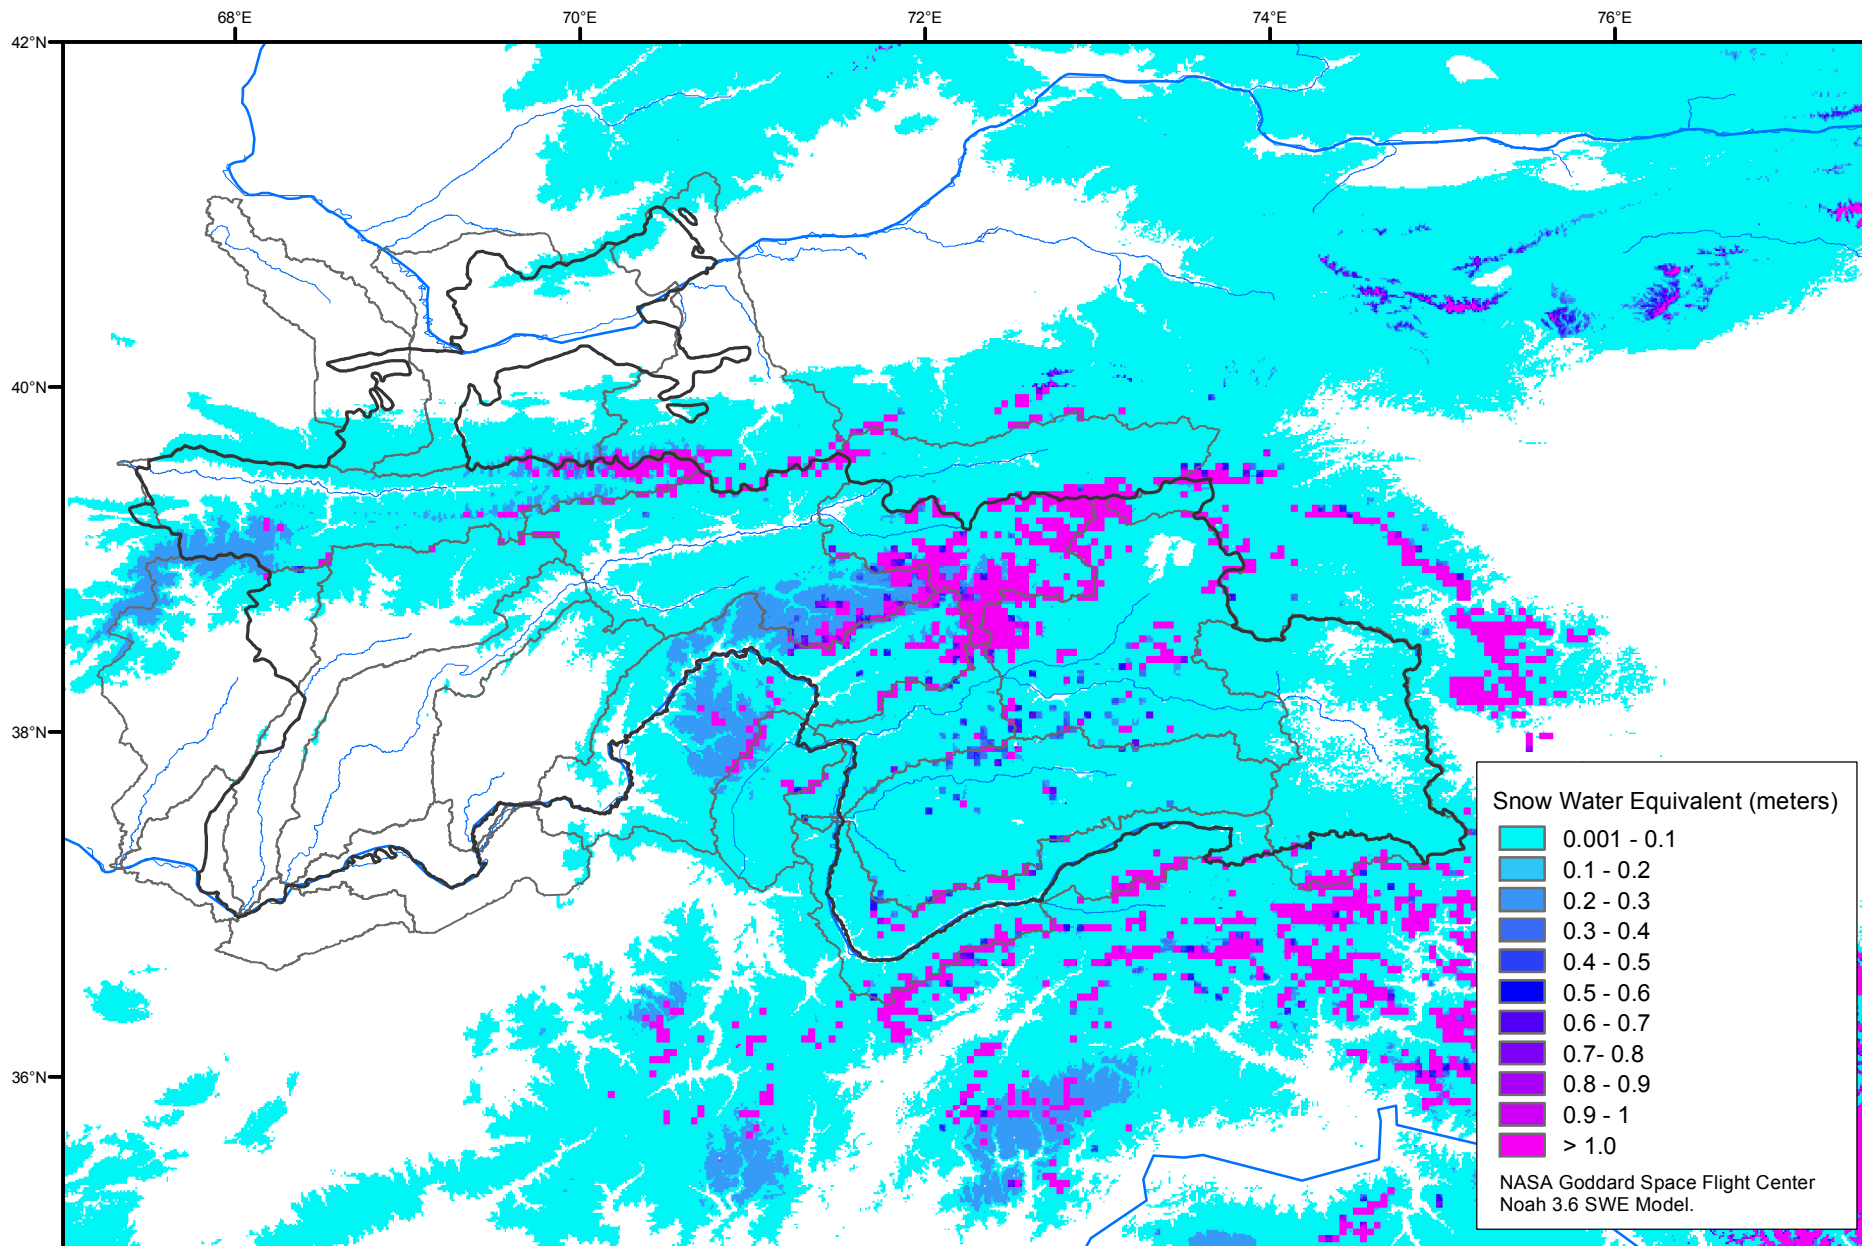 68°E
70°E
72°E
74°E
76°E
42°N
40°N
38°N
36°N
Snow Water Equivalent (meters)
0.001 - 0.1
0.1 - 0.2
0.2 - 0.3
0.3 - 0.4
0.4 - 0.5
0.5 - 0.6
0.6 - 0.7
0.7- 0.8
0.8 - 0.9
0.9 - 1
> 1.0
NASA Goddard Space Flight Center
Noah 3.6 SWE Model.